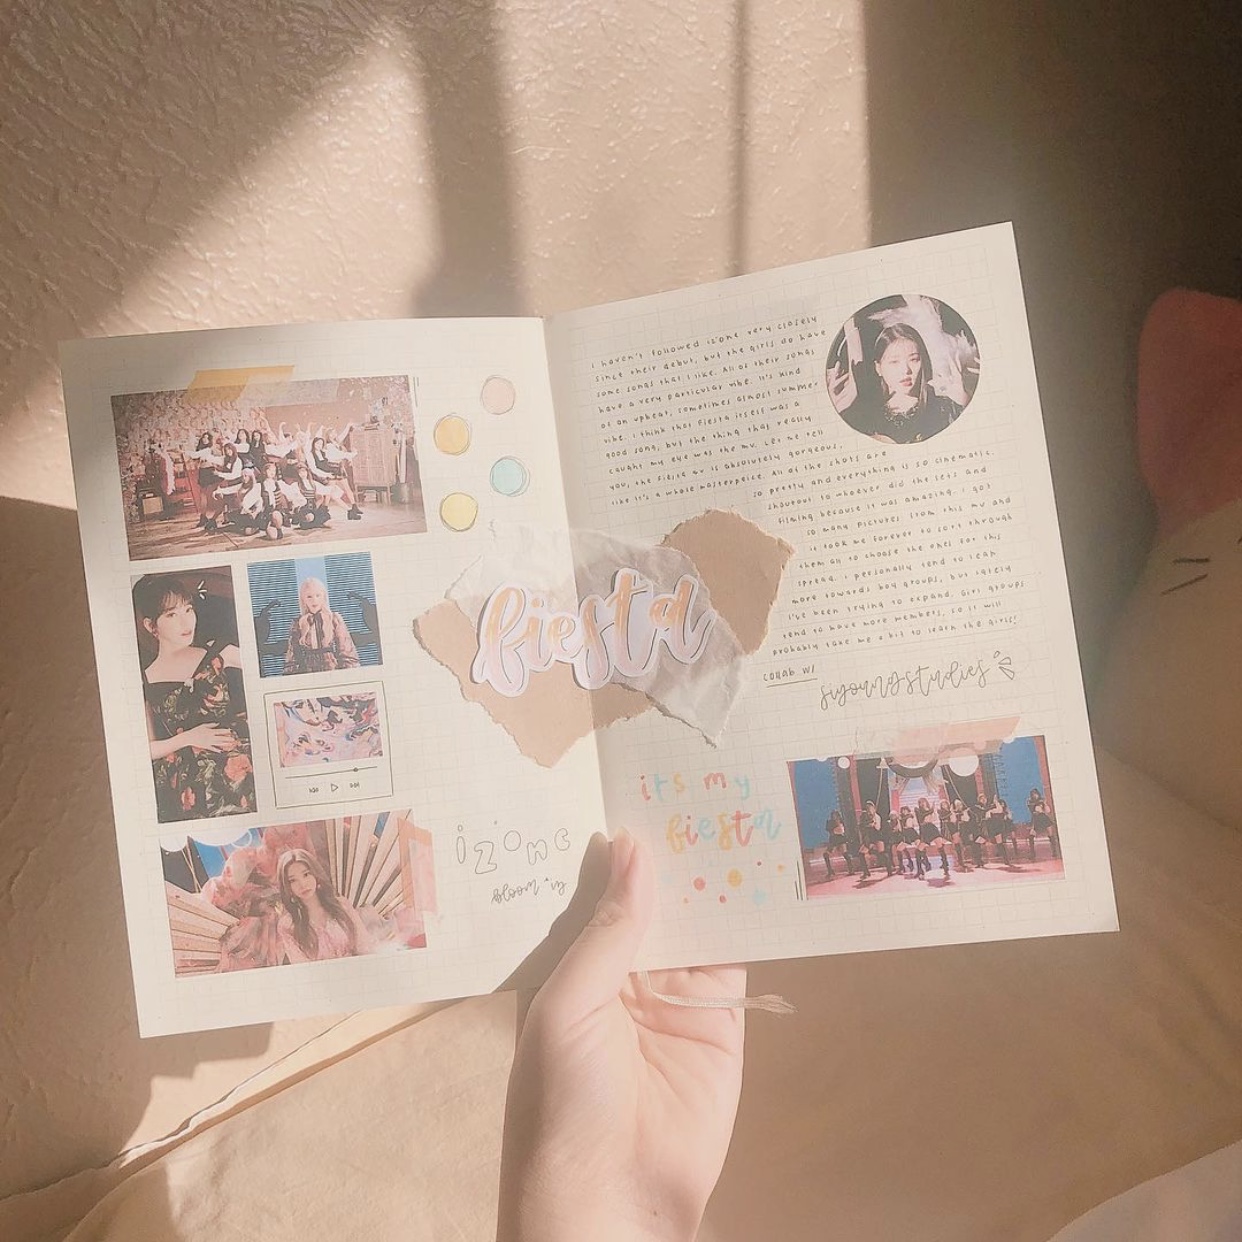 fiesta
iz*one
bloom*iz
i haven't followed iz*one very closely
since their debut, but the girls do have
some songs that i like. All of their songs
have a very particular vibe. it's kind
of an upbeat, sometimes almost summer
vibe. i think that fiesta itself was a
good song, but the thing that really
caught my eye was the mv. Let me tell
you, the fiesta mv is absolutely gorgeous,
like it's a whole masterpeice. All of the shots are
so pretty and everything is so cinematic.
shoutout to whoever did the sets and
filming because it was amazing. i got
so many pictures from this mv and
it took me forever to sort through
them all to choose the ones for this
spread. i personally tend to lean
more towards boy groups, but lately
i've been trying to expand. Girl groups
tend to have more members, so it will
probably take me a bit to learn the girls!
collab w/
siyoungstudies
it's my
fiesta